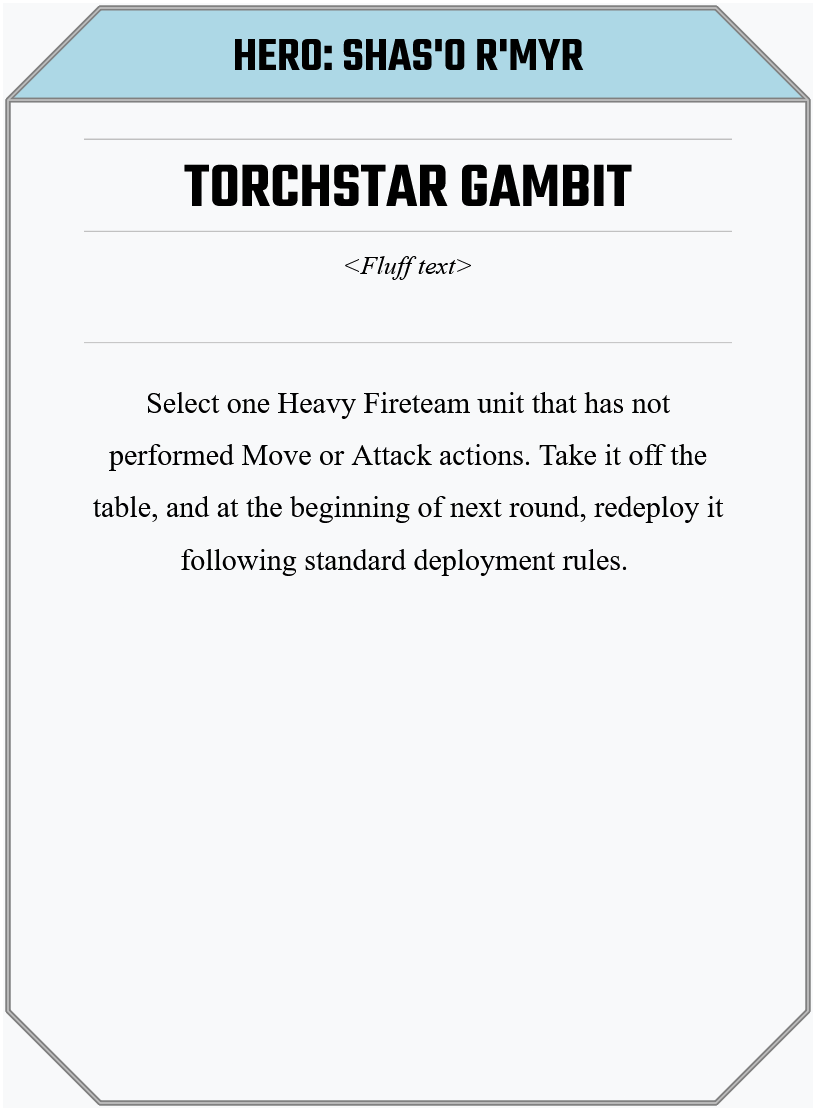 HERO: SHAS'O R'MYR
TORCHSTAR GAMBIT
<Fluff text>
Select one Heavy Fireteam unit that has not
performed Move or Attack actions. Take it off the
table, and at the beginning of next round, redeploy it
following standard deployment rules.